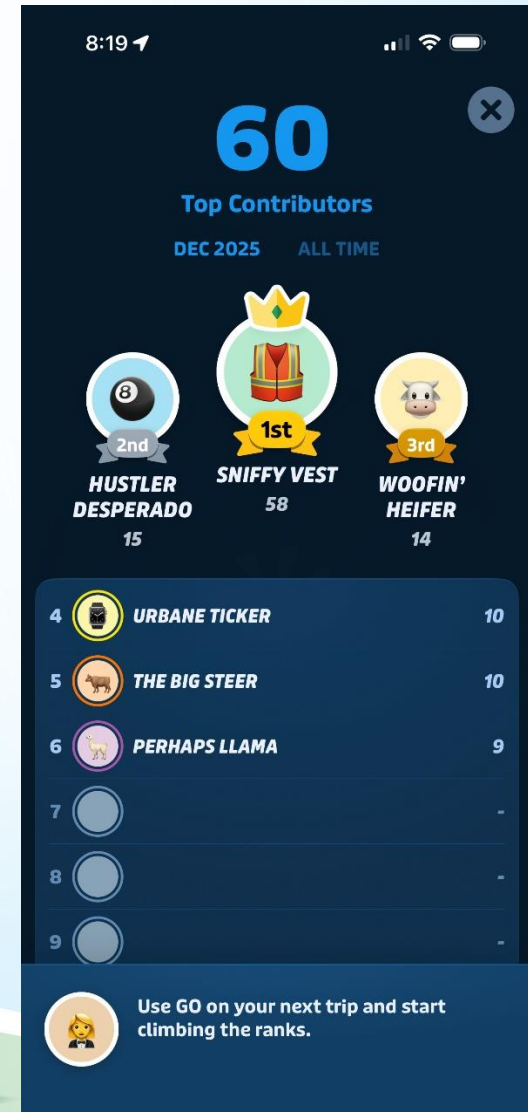 8:19
60
Top Contributors
DEC 2025 ALL TIME
8
2nd
1st
3rd
HUSTLER
DESPERADO
15
SNIFFY VEST
58
WOOFIN’
HEIFER
14
4 URBANE TICKER 10
5 THE BIG STEER 10
6 PERHAPS LLAMA 9
7 -
8 -
9 -
Use GO on your next trip and start
climbing the ranks.